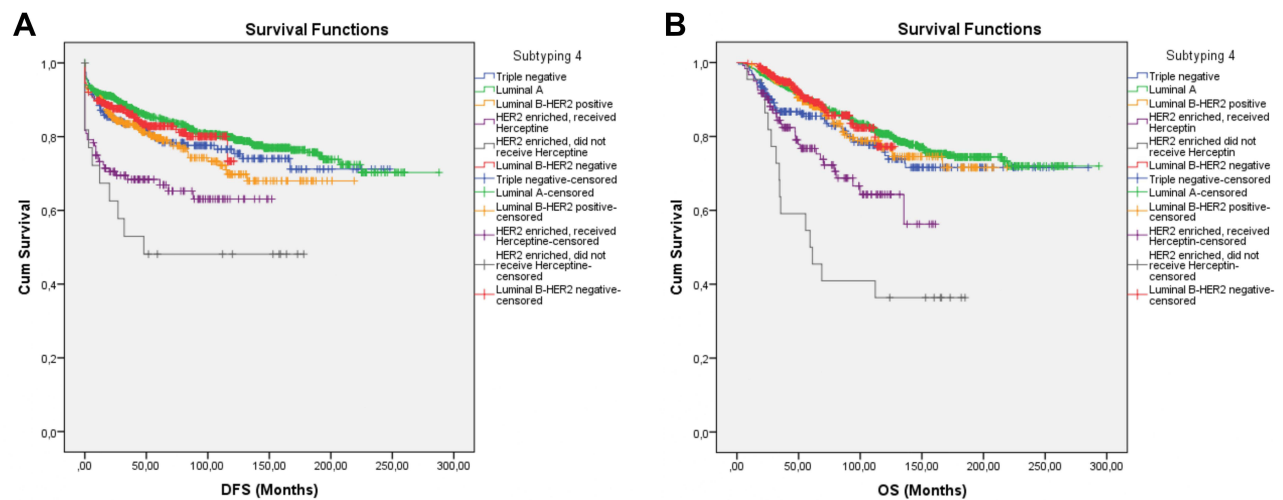 A
Survival Functions
Cum Survival
1,0
0,8
0,6
0,4
0,2
0,0
,00
50,00
100,00
150,00
200,00
250,00
300,00
DFS (Months)
Subtyping 4
Triple negative
Luminal A
Luminal B-HER2 positive
HER2 enriched, received
Herceptine
HER2 enriched, did not
receive Herceptine
Luminal B-HER2 negative
Triple negative-censored
Luminal A-censored
Luminal B-HER2 positive-
censored
HER2 enriched, received
Herceptine-censored
HER2 enriched, did not
receive Herceptine-
censored
Luminal B-HER2 negative-
censored
B
Survival Functions
Cum Survival
1,0
0,8
0,6
0,4
0,2
0,0
,00
50,00
100,00
150,00
200,00
250,00
300,00
OS (Months)
Subtyping 4
Triple negative
Luminal A
Luminal B-HER2 positive
HER2 enriched, received
Herceptin
HER2 enriched did not
receive Herceptin
Luminal B-HER2 negative
Triple negative-censored
Luminal A-censored
Luminal B-HER2 positive-
censored
HER2 enriched, received
Herceptin-censored
HER2 enriched, did not
receive Herceptin-
censored
Luminal B-HER2 negative-
censored